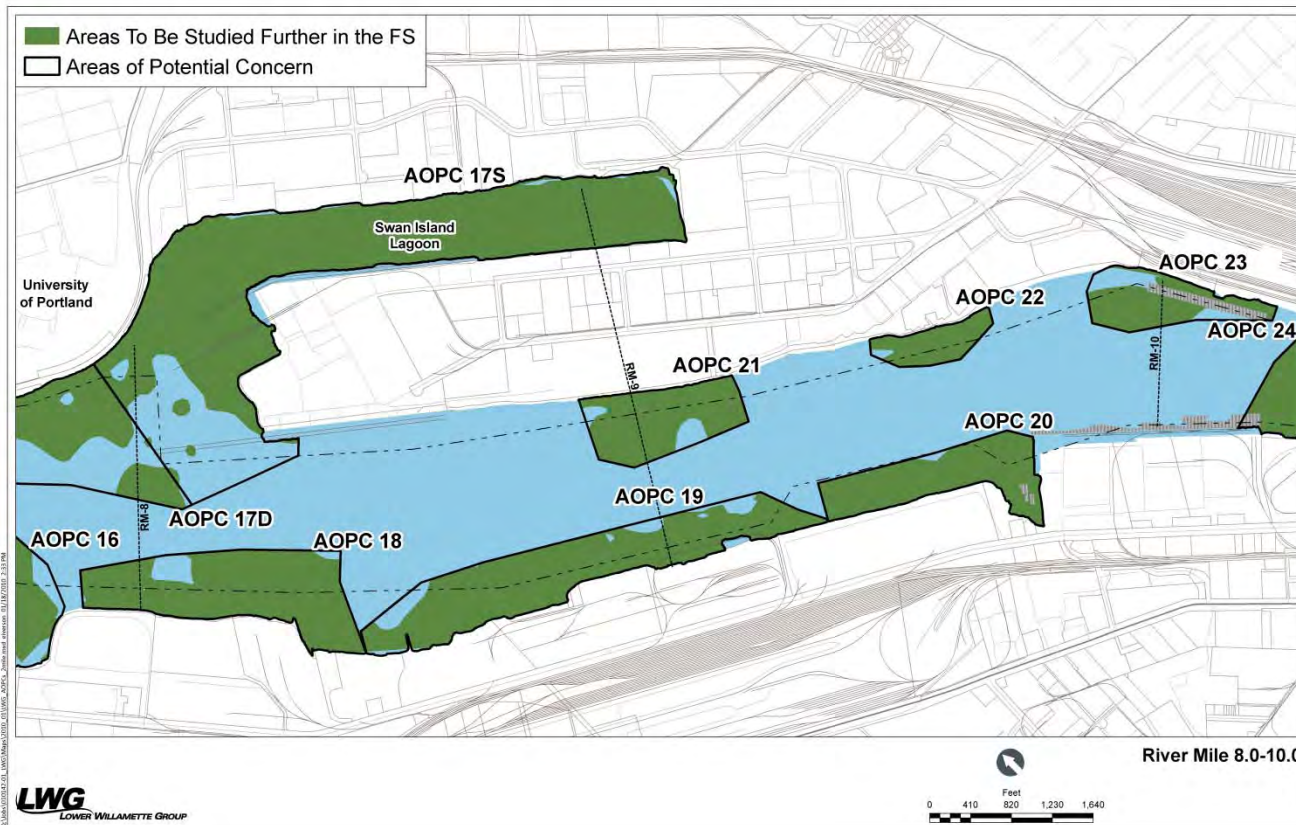 Areas To Be Studied Further in the FS
Areas of Potential Concern
AOPC 17S
Swan Island
Lagoon
University
of Portland
AOPC 23
AOPC 22
AOPC 24
RM-10
AOPC 21
RM-9
AOPC 20
AOPC 19
RM-8
AOPC 17D
AOPC 16
AOPC 18
River Mile 8.0-10.0
Feet
0 410 820 1,230 1,640
LWG
LOWER WILLAMETTE GROUP